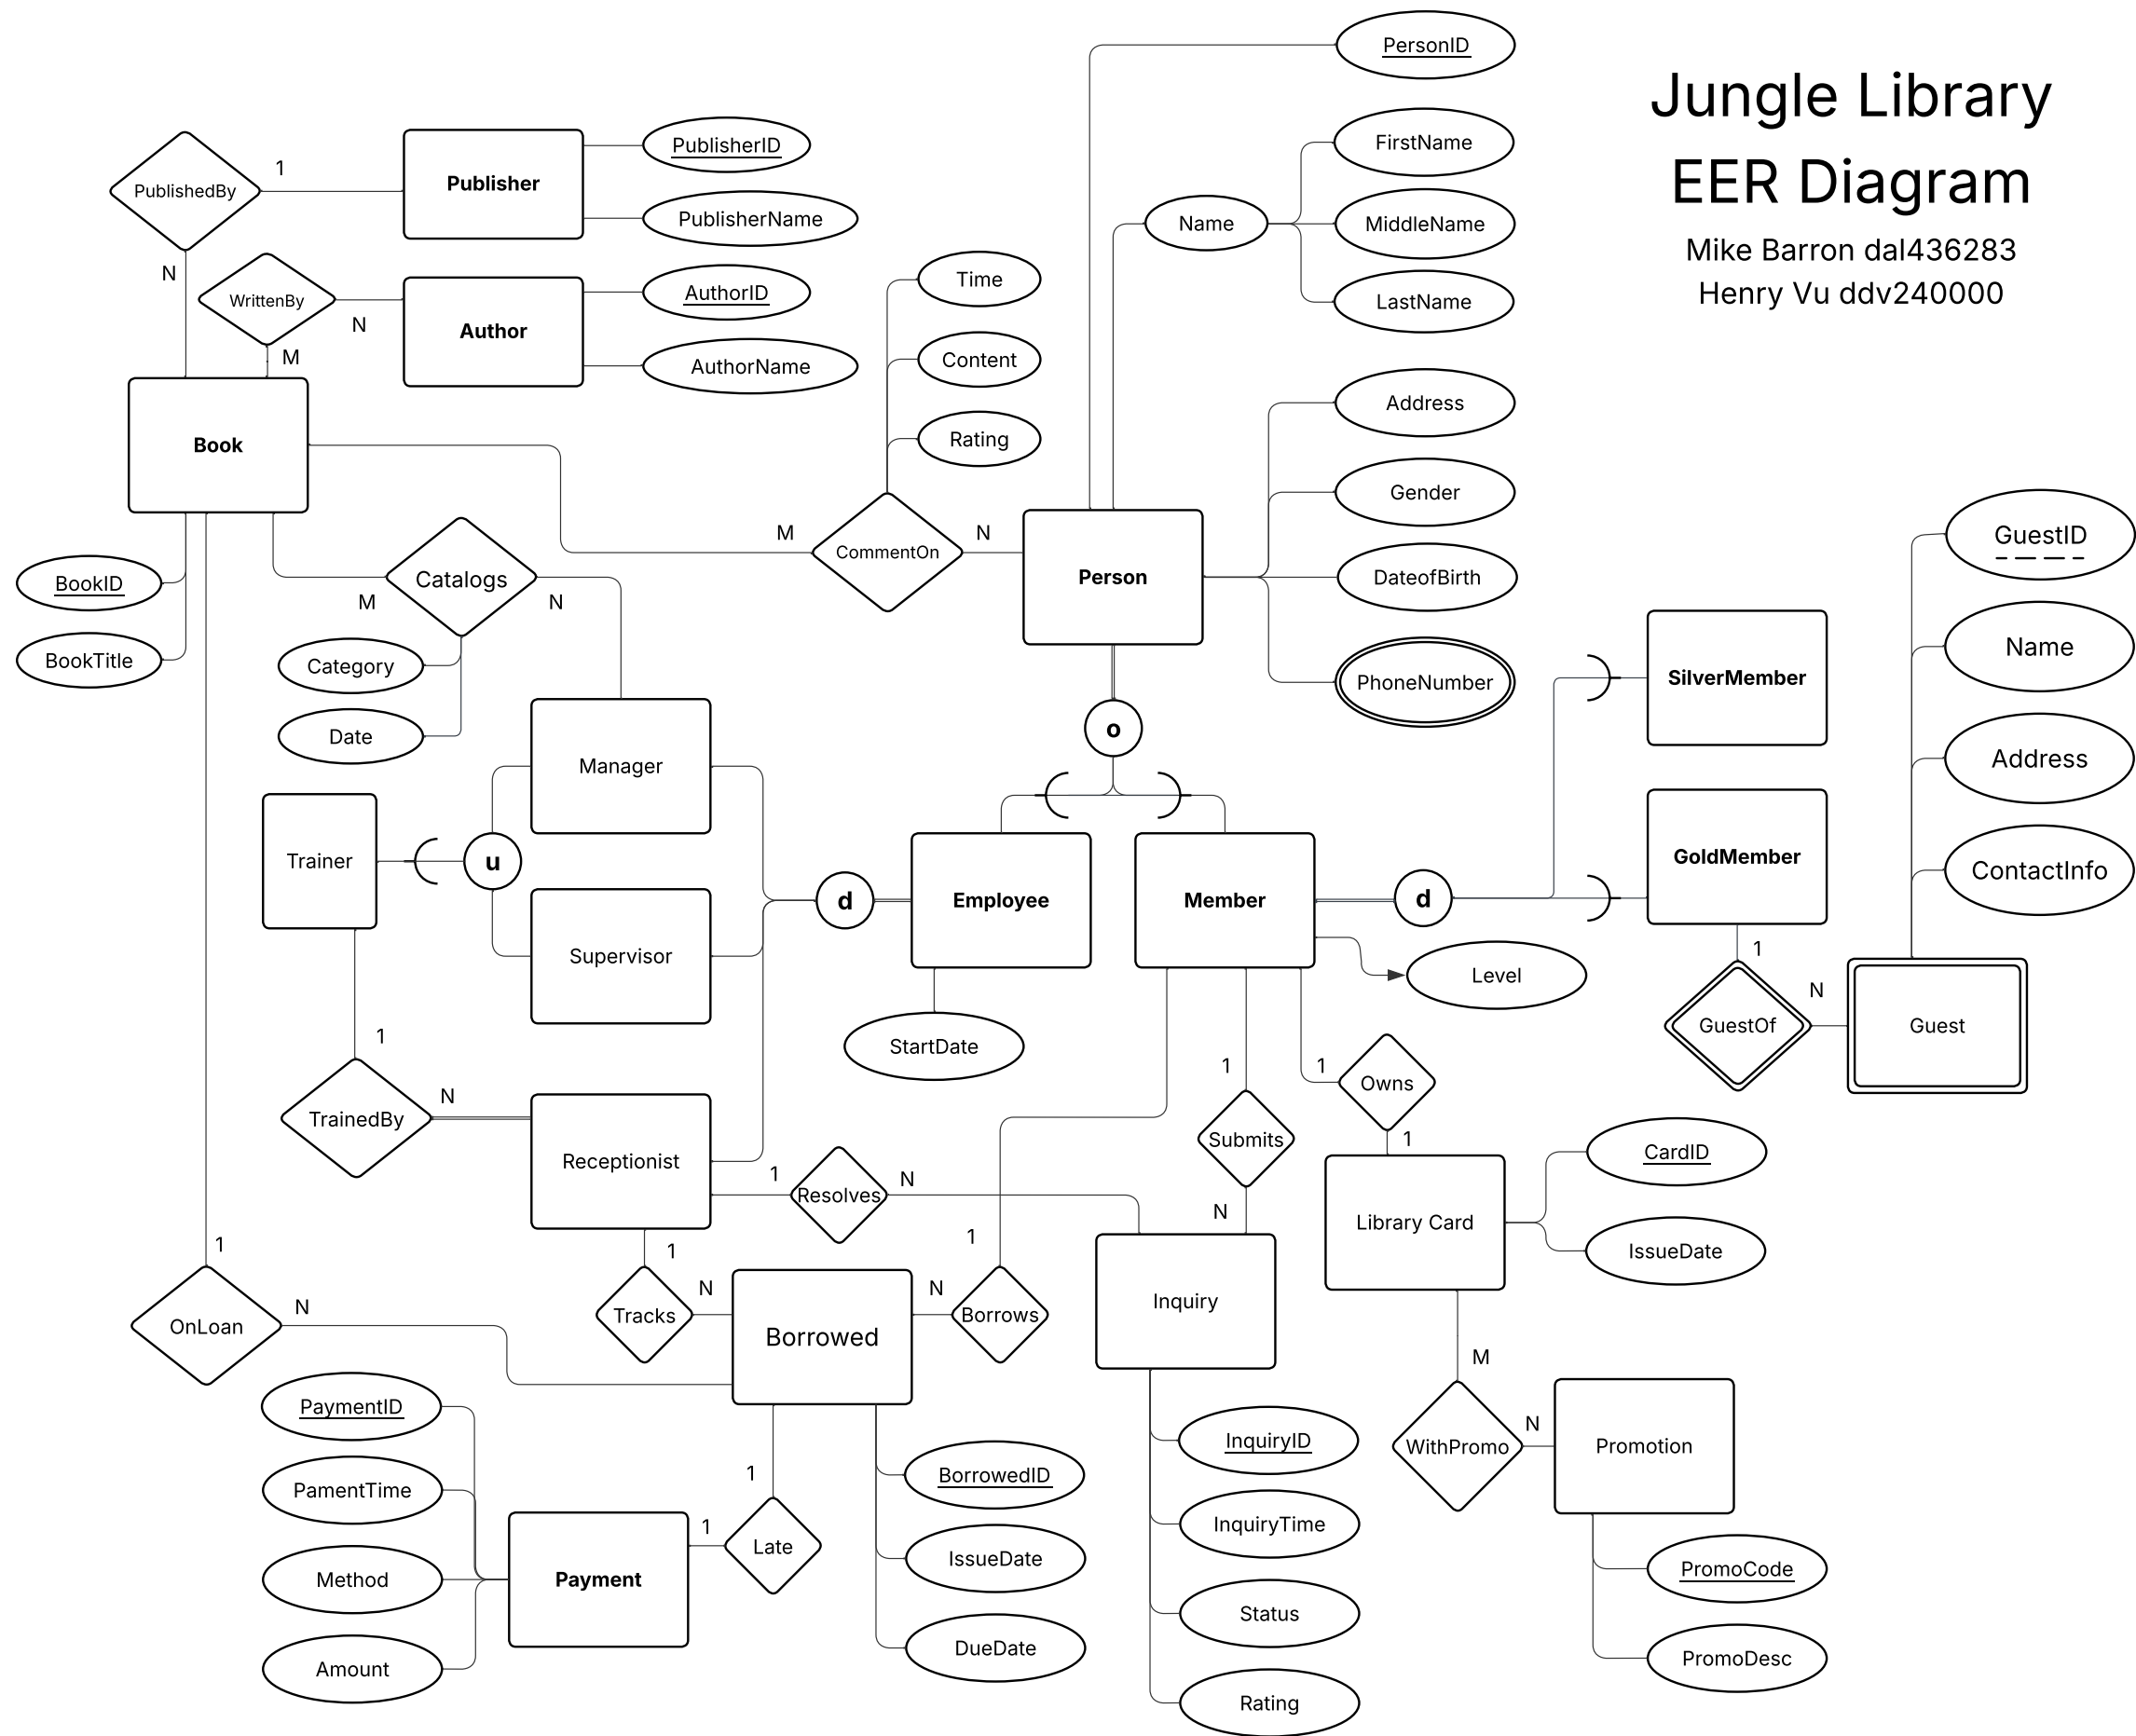 Jungle Library
EER Diagram
Mike Barron dal436283
Henry Vu ddv240000
PersonID
FirstName
Name
MiddleName
LastName
Address
Gender
DateofBirth
PhoneNumber
Person
PublishedBy
1
N
Publisher
PublisherID
PublisherName
WrittenBy
N
M
Author
AuthorID
AuthorName
Book
BookID
BookTitle
Time
Content
Rating
M
CommentOn
N
Catalogs
M
N
Category
Date
o
Manager
Trainer
u
Supervisor
d
Employee
StartDate
Member
d
Level
SilverMember
GoldMember
GuestID
Name
Address
ContactInfo
1
GuestOf
N
Guest
1
TrainedBy
N
Receptionist
1
Resolves
N
1
Submits
N
1
Owns
1
Library Card
CardID
IssueDate
1
OnLoan
N
1
Tracks
N
Borrowed
1
N
Borrows
Inquiry
InquiryID
InquiryTime
Status
Rating
M
WithPromo
N
Promotion
PromoCode
PromoDesc
BorrowedID
IssueDate
DueDate
1
1
Late
Payment
PaymentID
PamentTime
Method
Amount